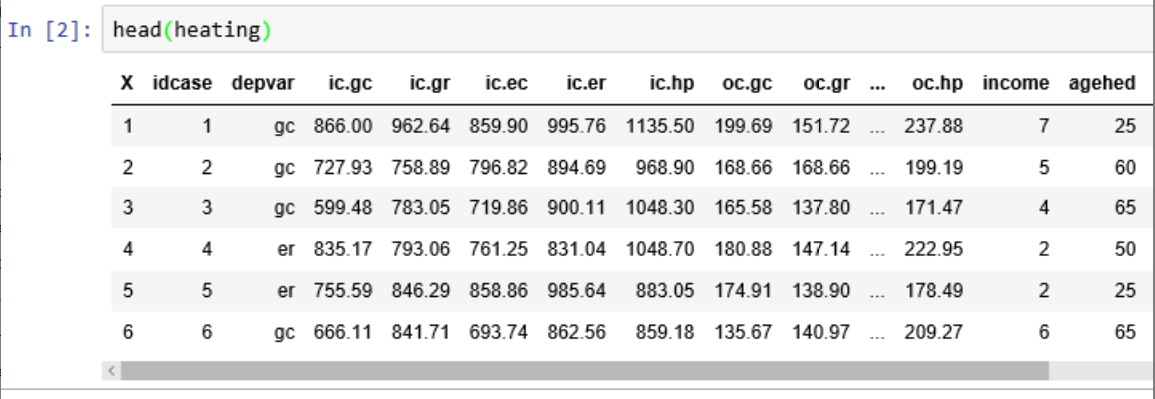 In [2]: head(heating)
X idcase depvar ic.gc ic.gr ic.ec ic.er ic.hp oc.gc oc.gr ... oc.hp income agehed
1 1 gc 866.00 962.64 859.90 995.76 1135.50 199.69 151.72 ... 237.88 7 25
2 2 gc 727.93 758.89 796.82 894.69 968.90 168.66 168.66 ... 199.19 5 60
3 3 gc 599.48 783.05 719.86 900.11 1048.30 165.58 137.80 ... 171.47 4 65
4 4 er 835.17 793.06 761.25 831.04 1048.70 180.88 147.14 ... 222.95 2 50
5 5 er 755.59 846.29 858.86 985.64 883.05 174.91 138.90 ... 178.49 2 25
6 6 gc 666.11 841.71 693.74 862.56 859.18 135.67 140.97 ... 209.27 6 65